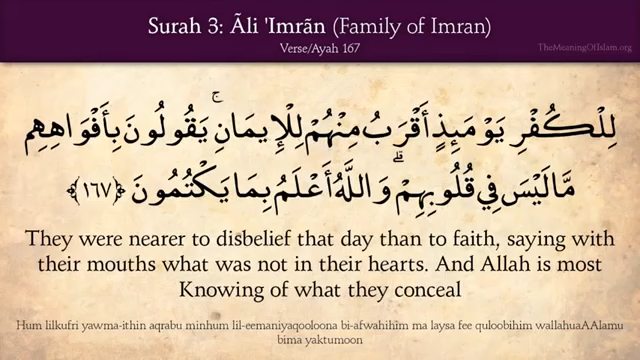 Surah 3: Ãli 'Imrãn (Family of Imran)
Verse/Ayah 167
TheMeaningOfIslam.org
لِلْكُفْرِ يَوْمَئِذٍ أَقْرَبُ مِنْهُمْ لِلْإِيمَانِ ۚ يَقُولُونَ بِأَفْوَاهِهِم
مَّا لَيْسَ فِي قُلُوبِهِمْ ۗ وَاللَّهُ أَعْلَمُ بِمَا يَكْتُمُونَ ﴿١٦٧﴾
They were nearer to disbelief that day than to faith, saying with
their mouths what was not in their hearts. And Allah is most
Knowing of what they conceal
Hum lilkufri yawma-ithin aqrabu minhum lil-eemaniyaqooloona bi-afwahihim ma laysa fee quloobihim wallahuaAAlamu
bima yaktumoon